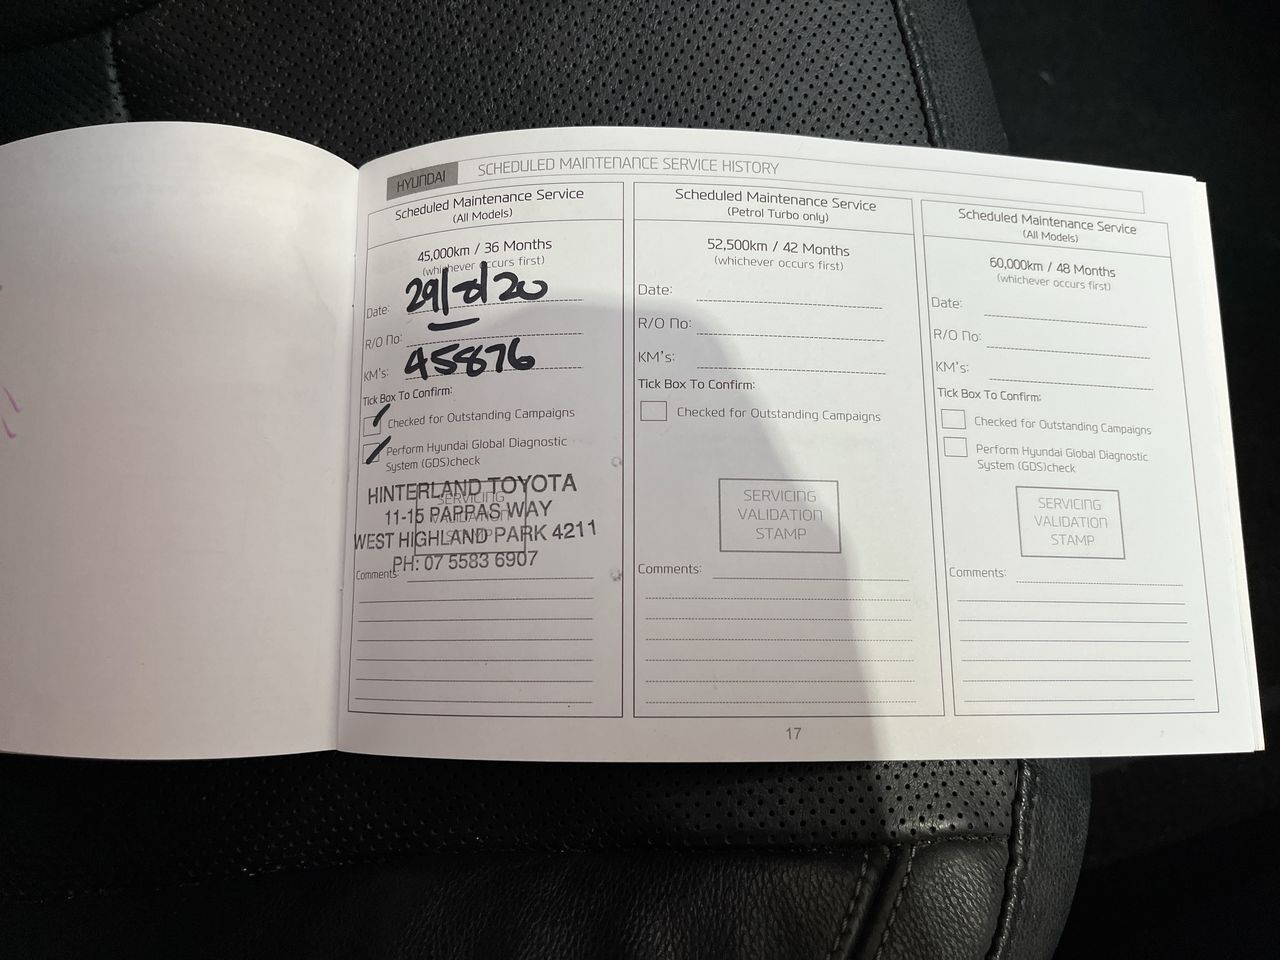 HYUNDAI
SCHEDULED MAINTENANCE SERVICE HISTORY
Scheduled Maintenance Service
(All Models)
45,000km / 36 Months
(whichever occurs first)
Date: 29/ /20
R/O No:
KM's: 45876
Tick Box To Confirm:
Checked for Outstanding Campaigns
Perform Hyundai Global Diagnostic
System (GDS)check
SERVICING
VALIDATION
STAMP
HINTERLAND TOYOTA
11-15 PAPPAS WAY
WEST HIGHLAND PARK 4211
PH: 07 5583 6907
Comments:
Scheduled Maintenance Service
(Petrol Turbo only)
52,500km / 42 Months
(whichever occurs first)
Date:
R/O No:
KM's:
Tick Box To Confirm:
Checked for Outstanding Campaigns
SERVICING
VALIDATION
STAMP
Comments:
Scheduled Maintenance Service
(All Models)
60,000km / 48 Months
(whichever occurs first)
Date:
R/O No:
KM's:
Tick Box To Confirm:
Checked for Outstanding Campaigns
Perform Hyundai Global Diagnostic
System (GDS)check
SERVICING
VALIDATION
STAMP
Comments:
17